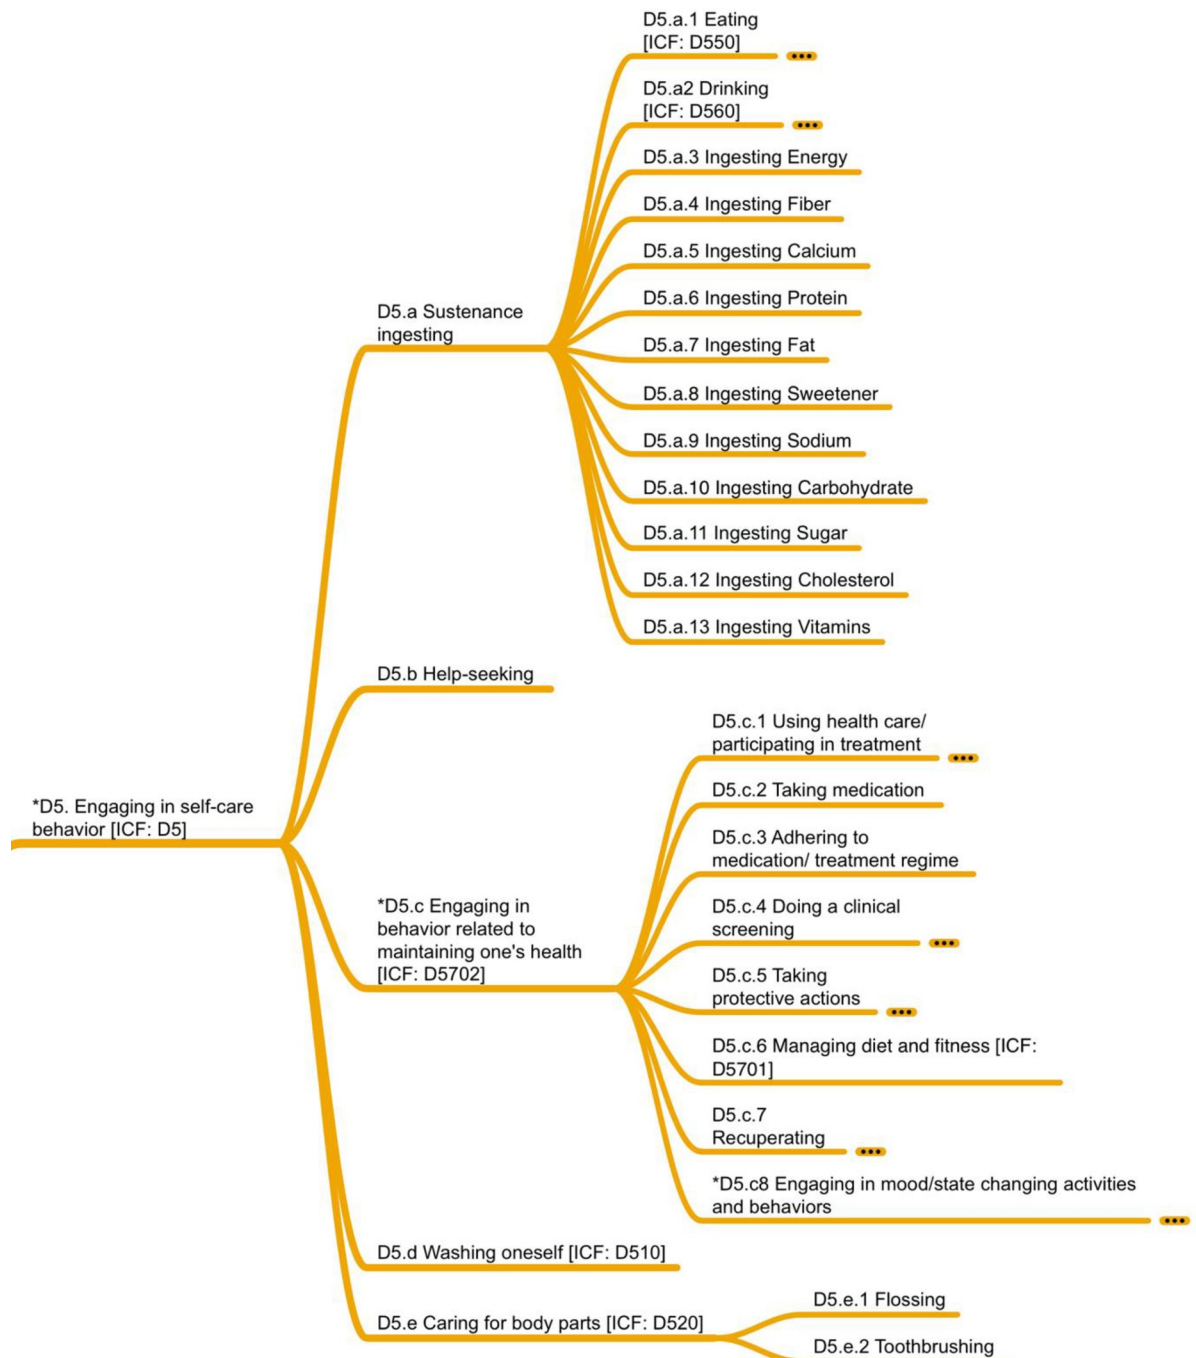 D5.a.1 Eating
[ICF: D550]
D5.a2 Drinking
[ICF: D560]
D5.a.3 Ingesting Energy
D5.a.4 Ingesting Fiber
D5.a.5 Ingesting Calcium
D5.a.6 Ingesting Protein
D5.a.7 Ingesting Fat
D5.a.8 Ingesting Sweetener
D5.a.9 Ingesting Sodium
D5.a.10 Ingesting Carbohydrate
D5.a.11 Ingesting Sugar
D5.a.12 Ingesting Cholesterol
D5.a.13 Ingesting Vitamins
D5.a Sustenance
ingesting
D5.b Help-seeking
*D5. Engaging in self-care
behavior [ICF: D5]
D5.c.1 Using health care/
participating in treatment
D5.c.2 Taking medication
D5.c.3 Adhering to
medication/ treatment regime
D5.c.4 Doing a clinical
screening
D5.c.5 Taking
protective actions
D5.c.6 Managing diet and fitness [ICF:
D5701]
D5.c.7
Recuperating
*D5.c8 Engaging in mood/state changing activities
and behaviors
*D5.c Engaging in
behavior related to
maintaining one's health
[ICF: D5702]
D5.d Washing oneself [ICF: D510]
D5.e Caring for body parts [ICF: D520]
D5.e.1 Flossing
D5.e.2 Toothbrushing